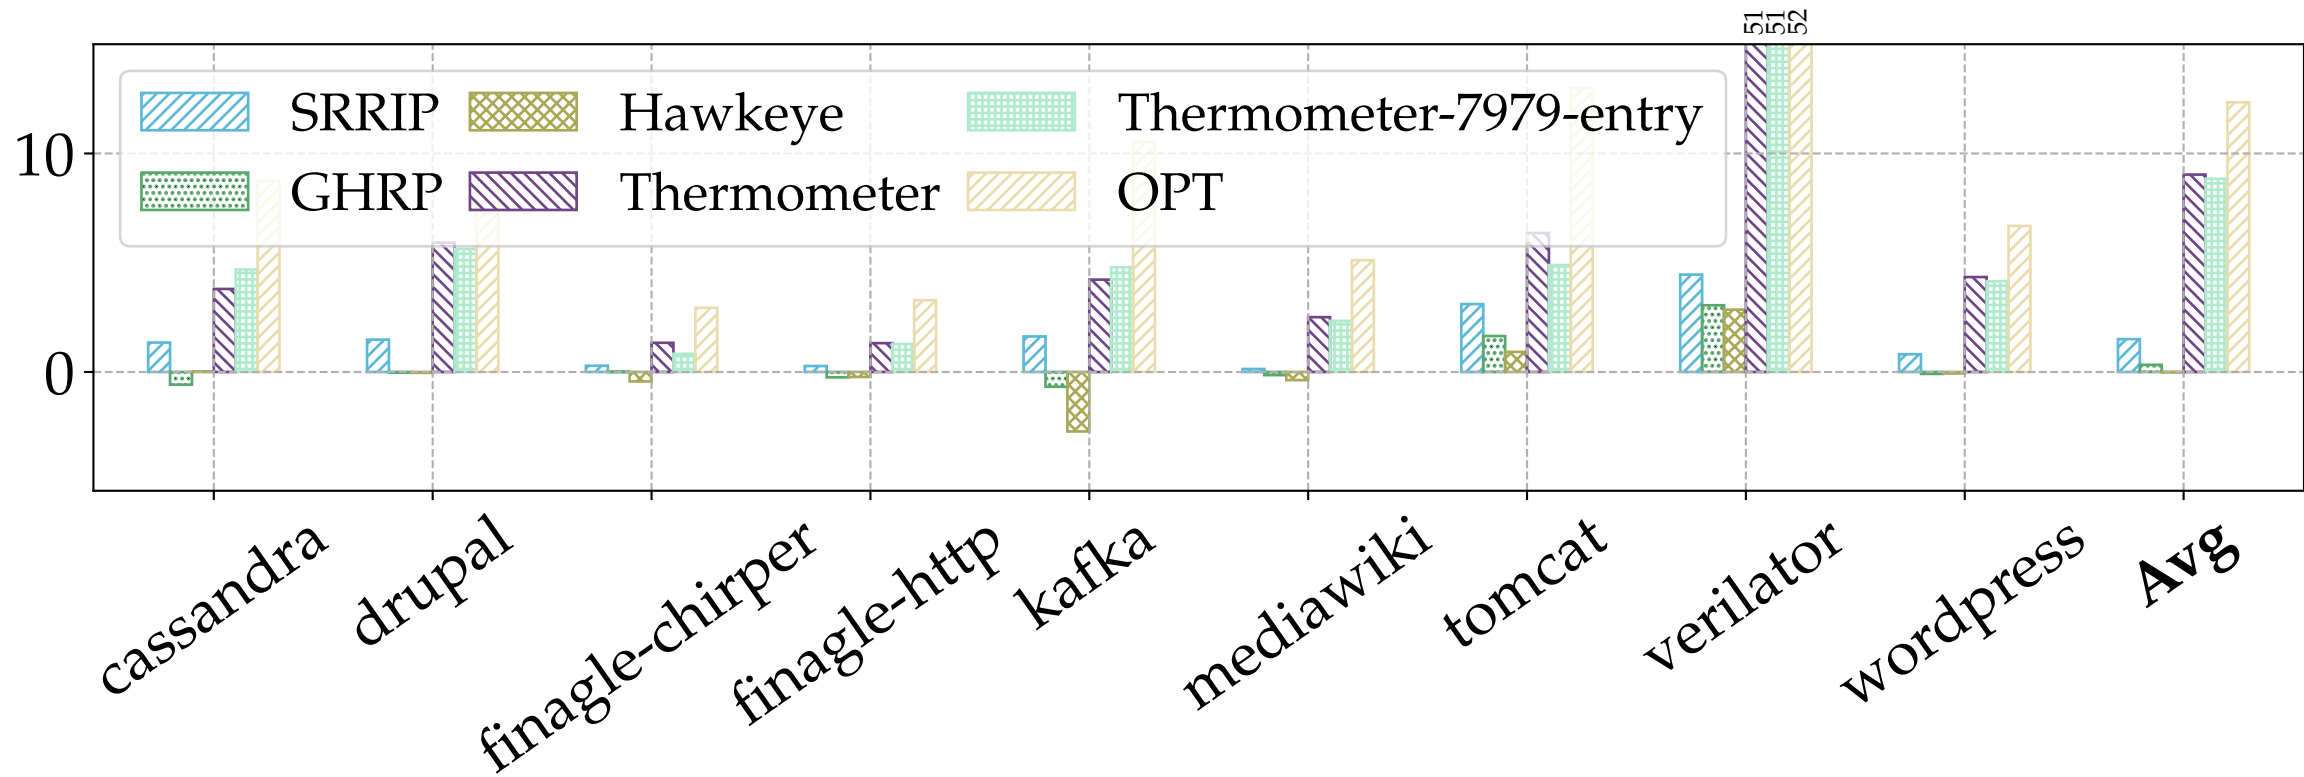 51
51
52
SRRIP
Hawkeye
Thermometer-7979-entry
GHRP
Thermometer
OPT
10
0
cassandra
drupal
finagle-chirper
finagle-http
kafka
mediawiki
tomcat
verilator
wordpress
Avg